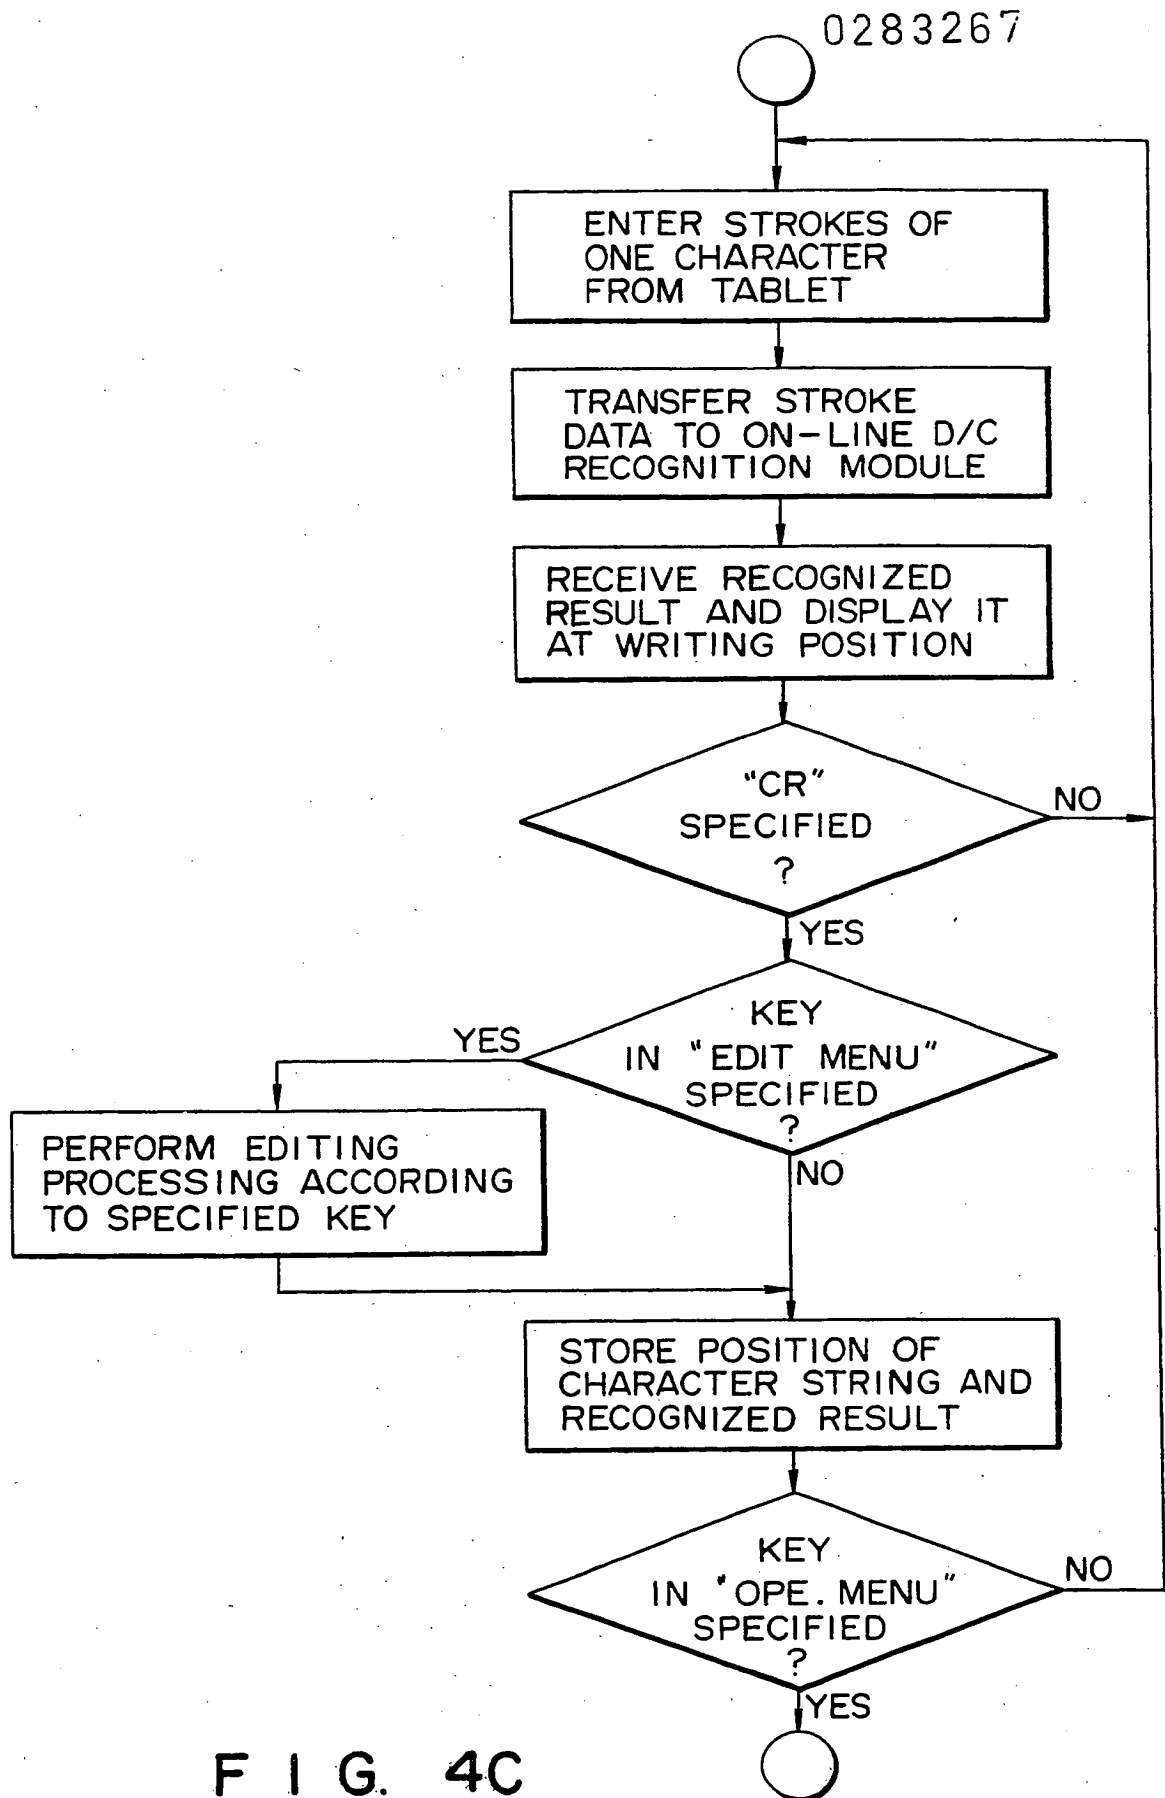 0283267
ENTER STROKES OF
ONE CHARACTER
FROM TABLET
TRANSFER STROKE
DATA TO ON-LINE D/C
RECOGNITION MODULE
RECEIVE RECOGNIZED
RESULT AND DISPLAY IT
AT WRITING POSITION
"CR"
SPECIFIED
?
NO
YES
KEY
IN "EDIT MENU"
SPECIFIED
?
YES
NO
PERFORM EDITING
PROCESSING ACCORDING
TO SPECIFIED KEY
STORE POSITION OF
CHARACTER STRING AND
RECOGNIZED RESULT
KEY
IN "OPE. MENU"
SPECIFIED
?
NO
YES
FIG. 4C